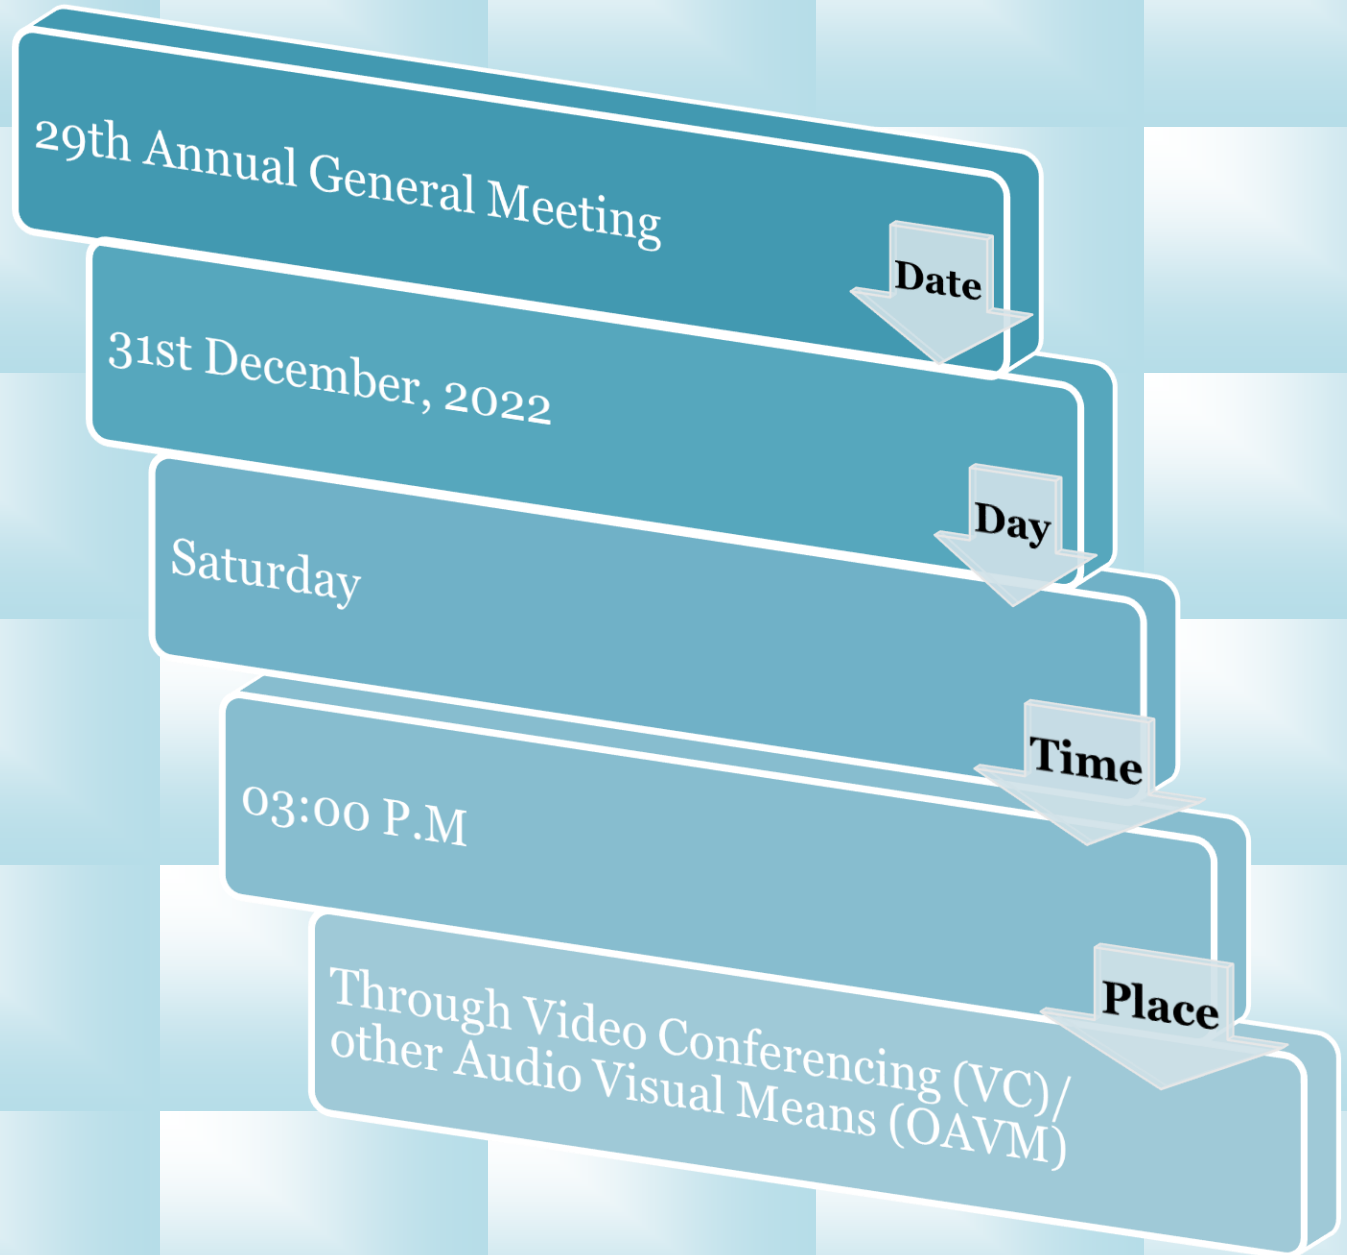 29th Annual General Meeting
Date
31st December, 2022
Day
Saturday
Time
03:00 P.M
Place
Through Video Conferencing (VC)/
other Audio Visual Means (OAVM)